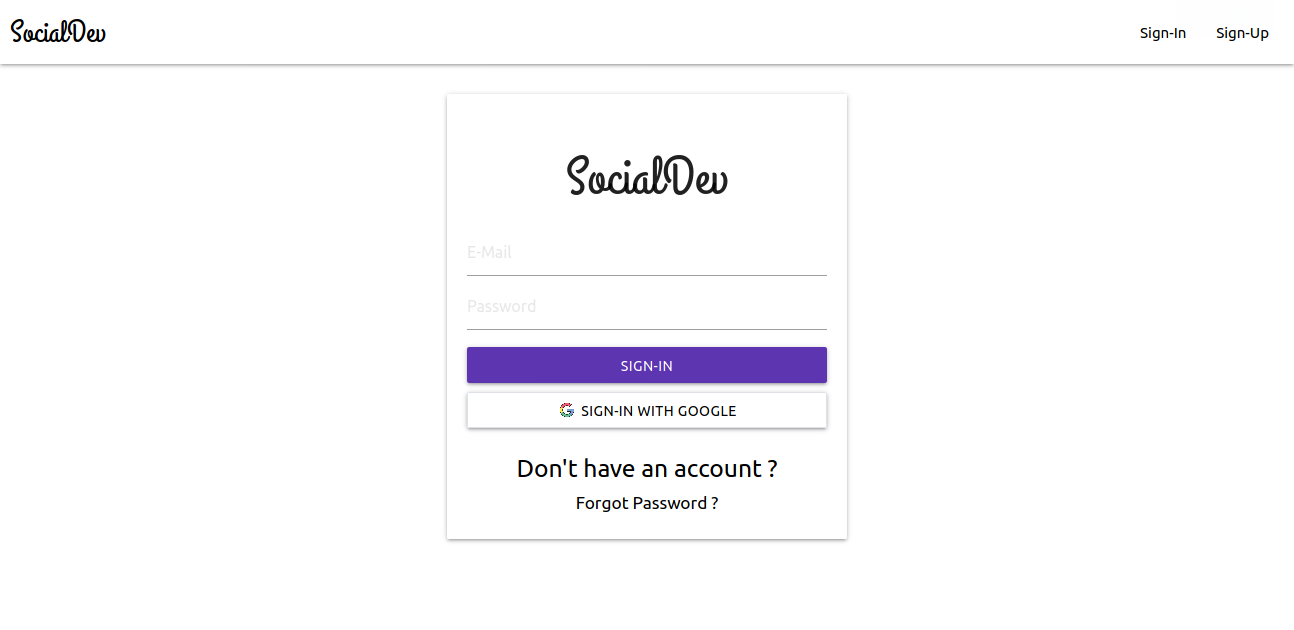 SocialDev
Sign-In
Sign-Up
SocialDev
E-Mail
Password
SIGN-IN
SIGN-IN WITH GOOGLE
Don't have an account ?
Forgot Password ?